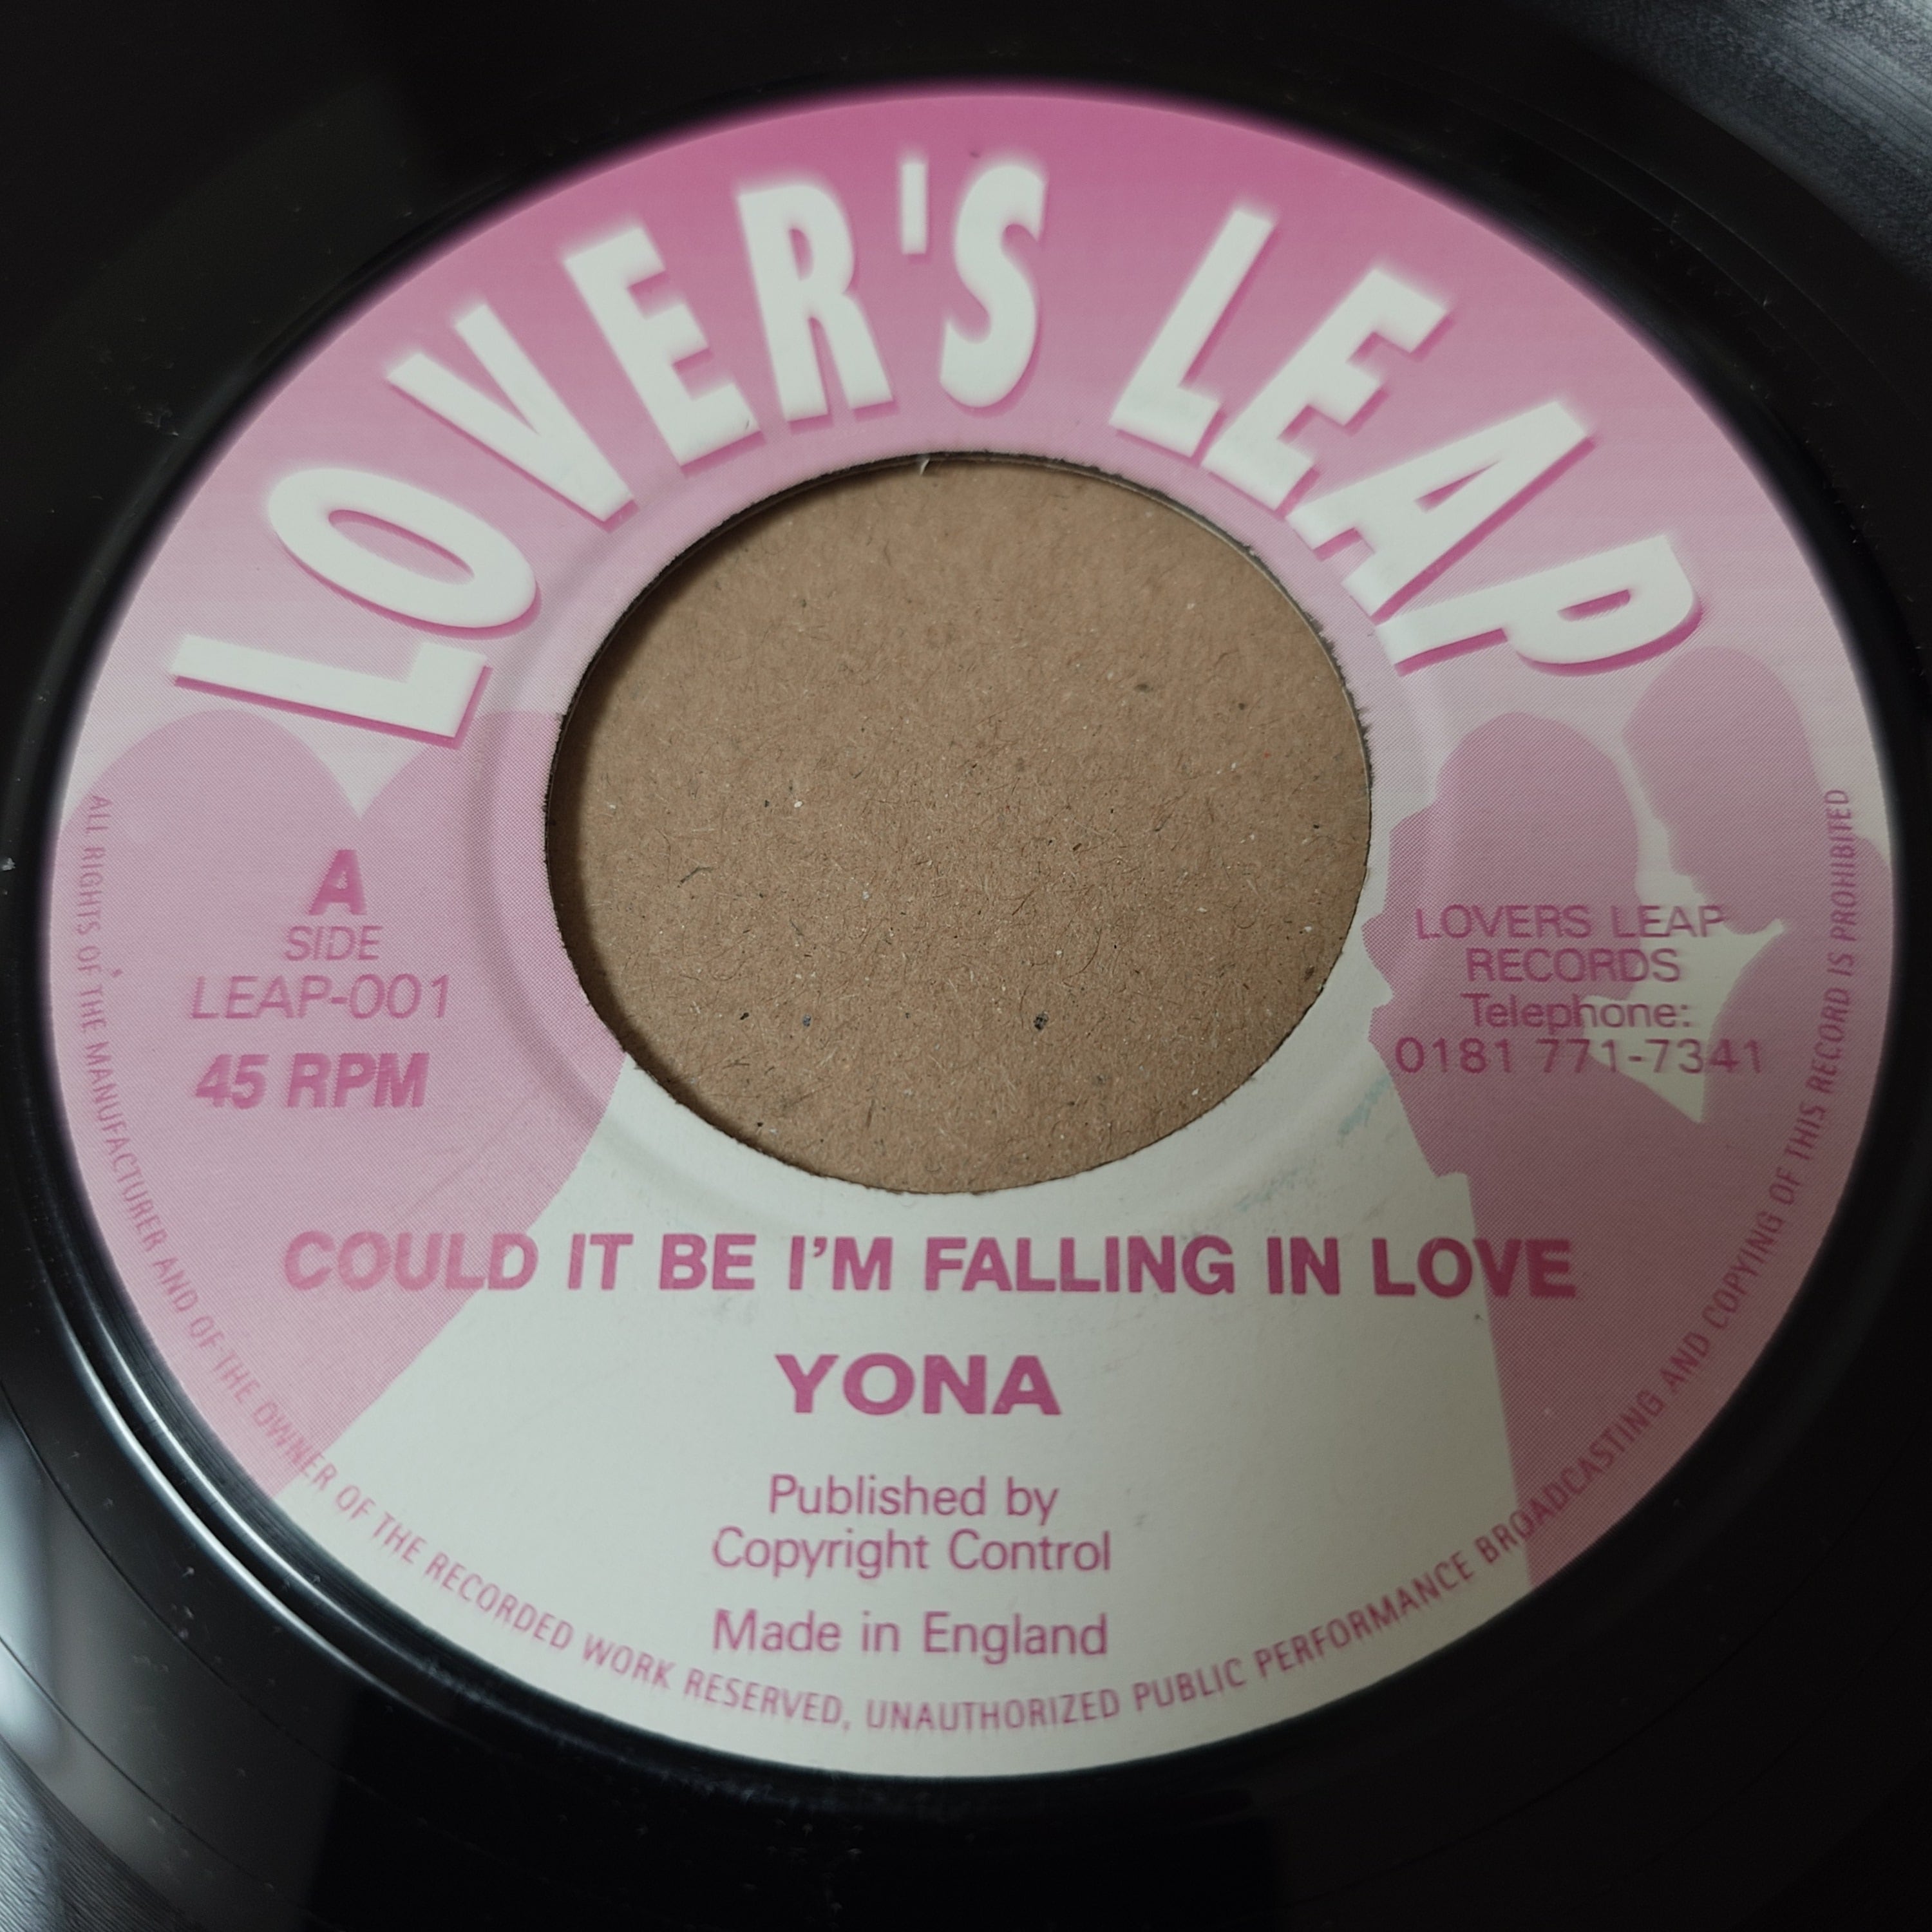 LOVER'S LEAP
A
SIDE
LEAP-001
45 RPM
LOVERS LEAP
RECORDS
Telephone:
0181 771-7341
COULD IT BE I'M FALLING IN LOVE
YONA
Published by
Copyright Control
Made in England
ALL RIGHTS OF THE MANUFACTURER AND OF THE OWNER OF THE RECORDED WORK RESERVED, UNAUTHORIZED PUBLIC PERFORMANCE BROADCASTING AND COPYING OF THIS RECORD IS PROHIBITED